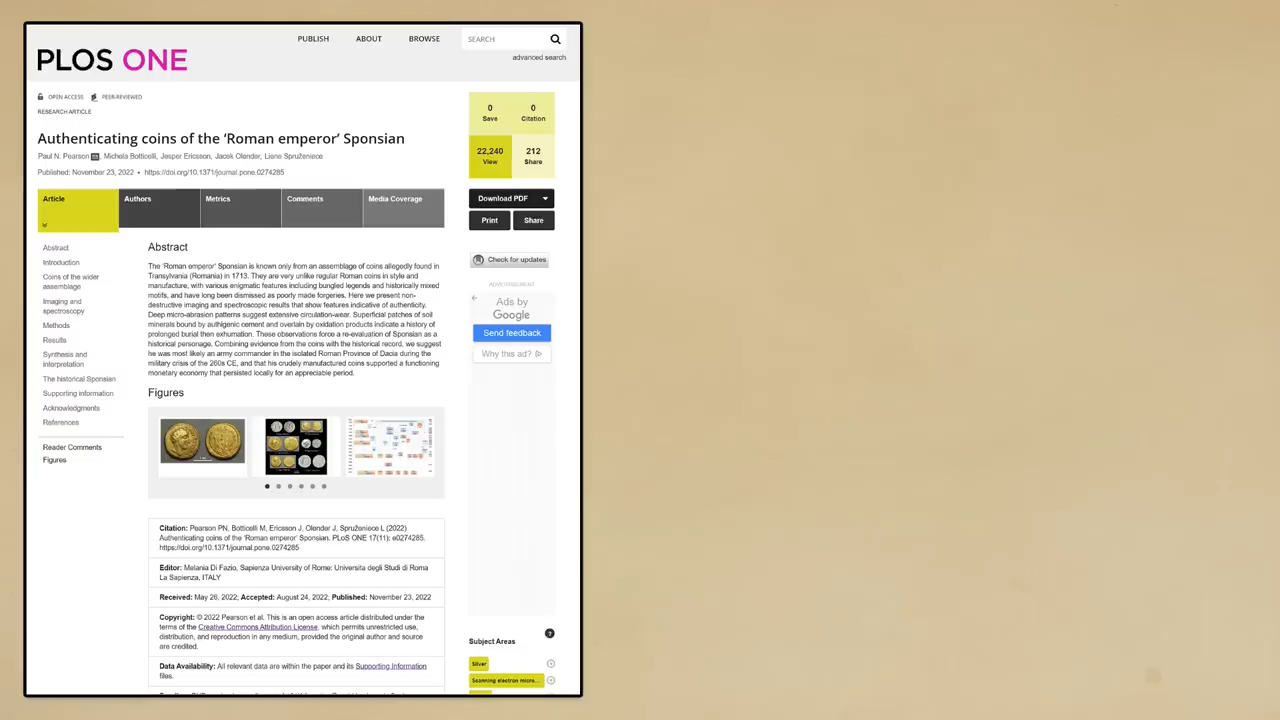 PUBLISH ABOUT BROWSE SEARCH
PLOS ONE
advanced search
OPEN ACCESS PEER-REVIEWED
RESEARCH ARTICLE
Authenticating coins of the ‘Roman emperor’ Sponsian
Paul N. Pearson, Michela Botticelli, Jesper Ericsson, Jacek Olender, Liene Spruženiece
Published: November 23, 2022 • https://doi.org/10.1371/journal.pone.0274285
0
Save
0
Citation
22,240
View
212
Share
Article
Authors
Metrics
Comments
Media Coverage
Download PDF
Print
Share
Check for updates
ADVERTISEMENT
Ads by
Google
Send feedback
Why this ad?
Abstract
Introduction
Coins of the wider
assemblage
Imaging and
spectroscopy
Methods
Results
Synthesis and
interpretation
The historical Sponsian
Supporting information
Acknowledgments
References
Reader Comments
Figures
Abstract
The ‘Roman emperor’ Sponsian is known only from an assemblage of coins allegedly found in
Transylvania (Romania) in 1713. They are very unlike regular Roman coins in style and
manufacture, with various enigmatic features including bungled legends and historically mixed
motifs, and have long been dismissed as poorly made forgeries. Here we present non-
destructive imaging and spectroscopic results that show features indicative of authenticity.
Deep micro-abrasion patterns suggest extensive circulation-wear. Superficial patches of soil
minerals bound by authigenic cement and overlain by oxidation products indicate a history of
prolonged burial then exhumation. These observations force a re-evaluation of Sponsian as a
historical personage. Combining evidence from the coins with the historical record, we suggest
he was most likely an army commander in the isolated Roman Province of Dacia during the
military crisis of the 260s CE, and that his crudely manufactured coins supported a functioning
monetary economy that persisted locally for an appreciable period.
Figures
Citation: Pearson PN, Botticelli M, Ericsson J, Olender J, Spruženiece L (2022)
Authenticating coins of the ‘Roman emperor’ Sponsian. PLoS ONE 17(11): e0274285.
https://doi.org/10.1371/journal.pone.0274285
Editor: Melania Di Fazio, Sapienza University of Rome: Universita degli Studi di Roma
La Sapienza, ITALY
Received: May 26, 2022; Accepted: August 24, 2022; Published: November 23, 2022
Copyright: © 2022 Pearson et al. This is an open access article distributed under the
terms of the Creative Commons Attribution License, which permits unrestricted use,
distribution, and reproduction in any medium, provided the original author and source
are credited.
Data Availability: All relevant data are within the paper and its Supporting Information
files.
Subject Areas
?
Silver
Scanning electron micro...